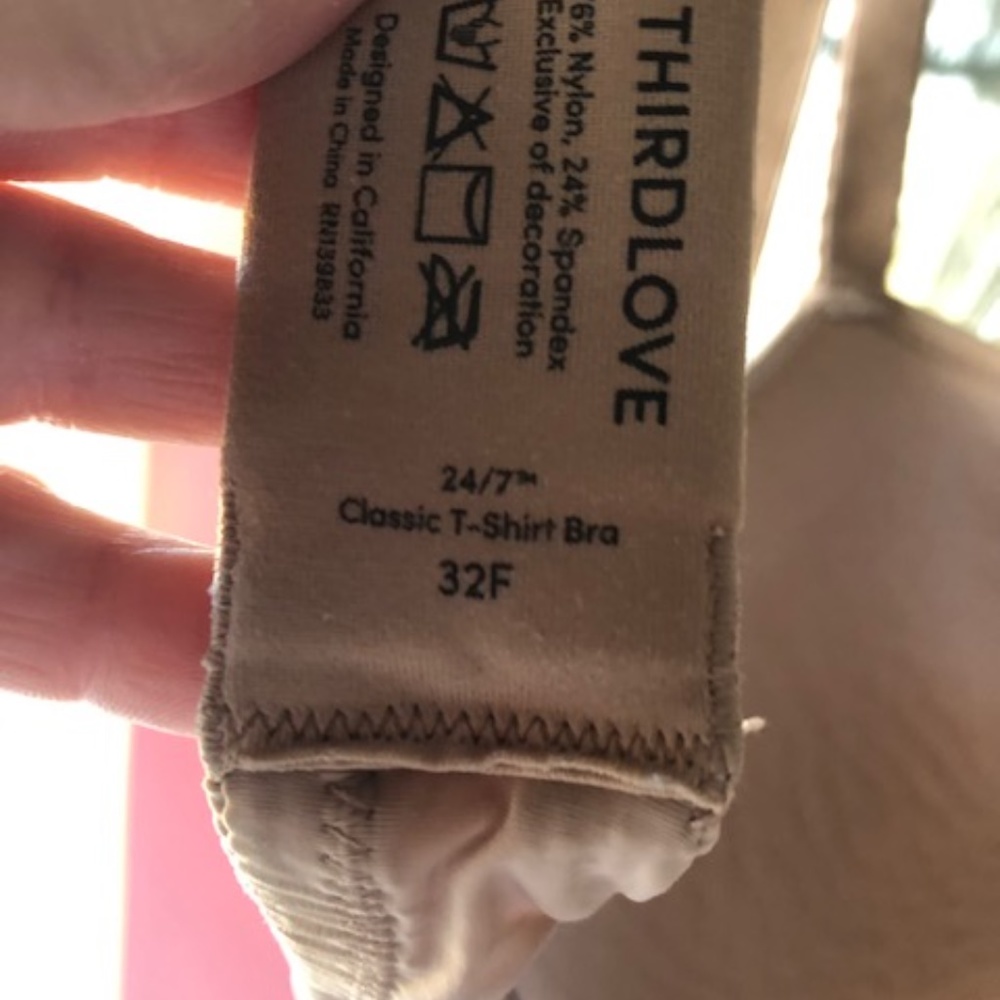 THIRDLOVE
6% Nylon, 24% Spandex
Exclusive of decoration
Designed in California
Made in China RN139833
24/7™
Classic T-Shirt Bra
32F